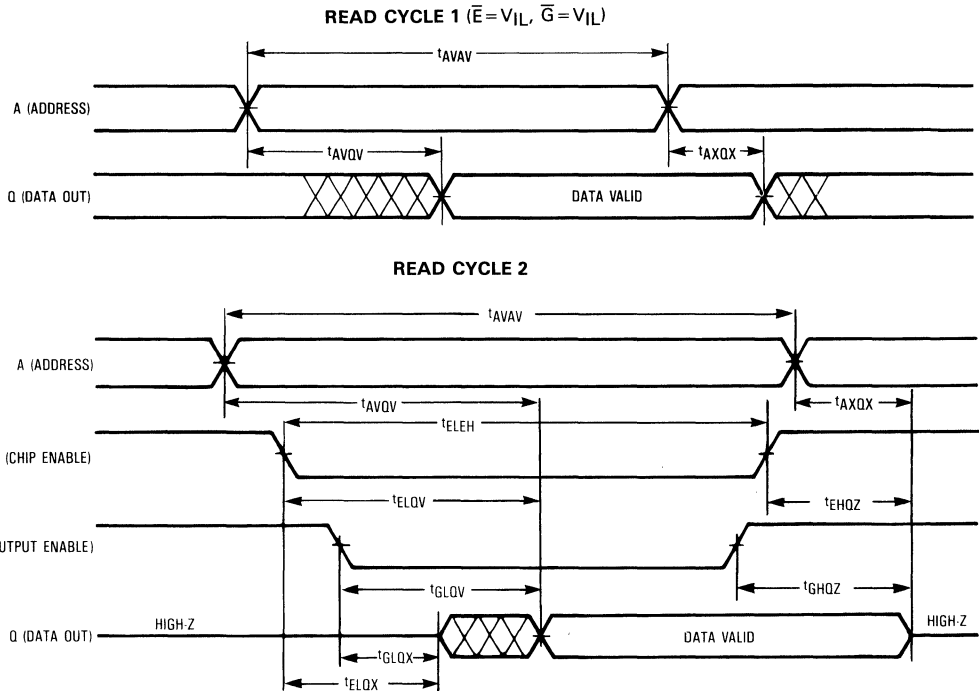 READ CYCLE 1 (E̅ = VIL, G̅ = VIL)
tAVAV
A (ADDRESS)
tAVQV
tAXQX
Q (DATA OUT)
DATA VALID
READ CYCLE 2
tAVAV
A (ADDRESS)
tAVQV
tAXQX
tELEH
(CHIP ENABLE)
tELQV
tEHQZ
UTPUT ENABLE)
tGLQV
tGHQZ
Q (DATA OUT)
HIGH-Z
DATA VALID
HIGH-Z
tGLQX
tELQX